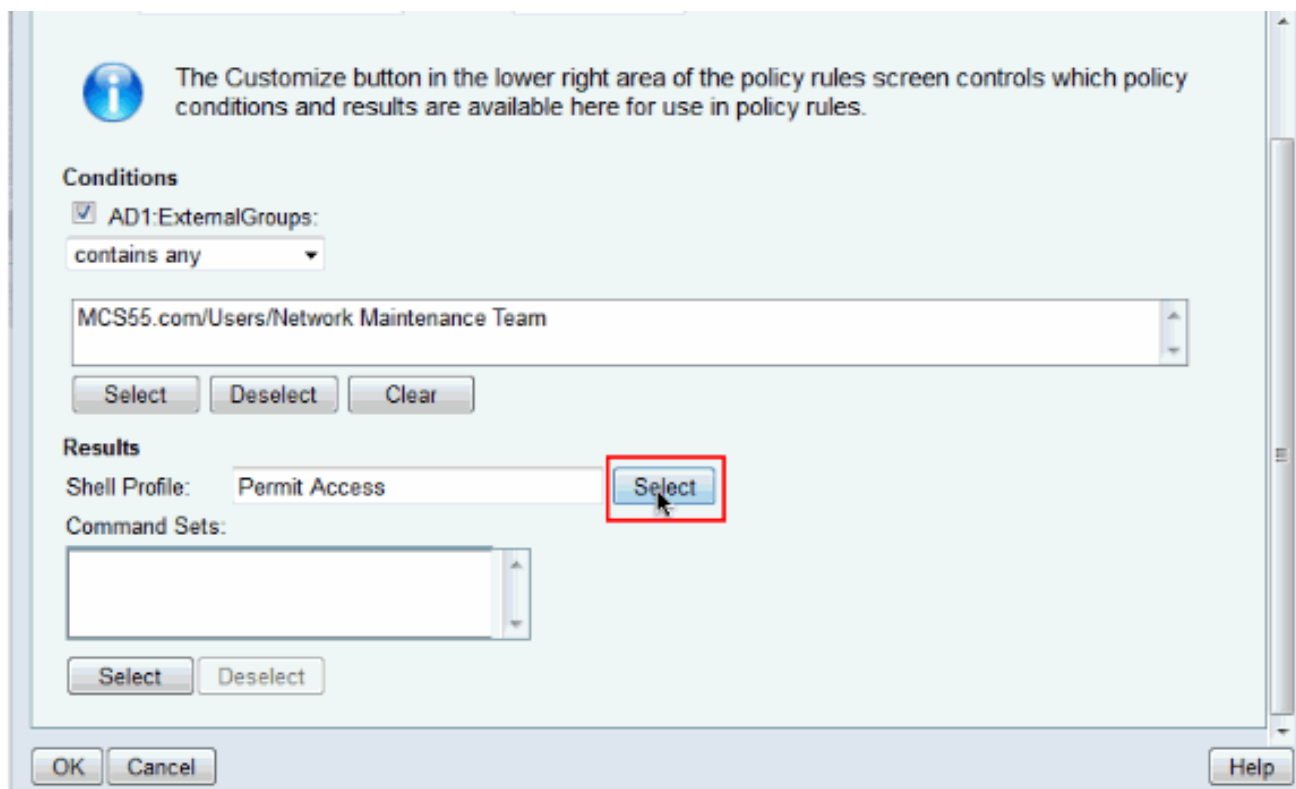 The Customize button in the lower right area of the policy rules screen controls which policy
conditions and results are available here for use in policy rules.
Conditions
AD1:ExternalGroups:
contains any
MCS55.com/Users/Network Maintenance Team
Select Deselect Clear
Results
Shell Profile: Permit Access Select
Command Sets:
Select Deselect
OK Cancel Help